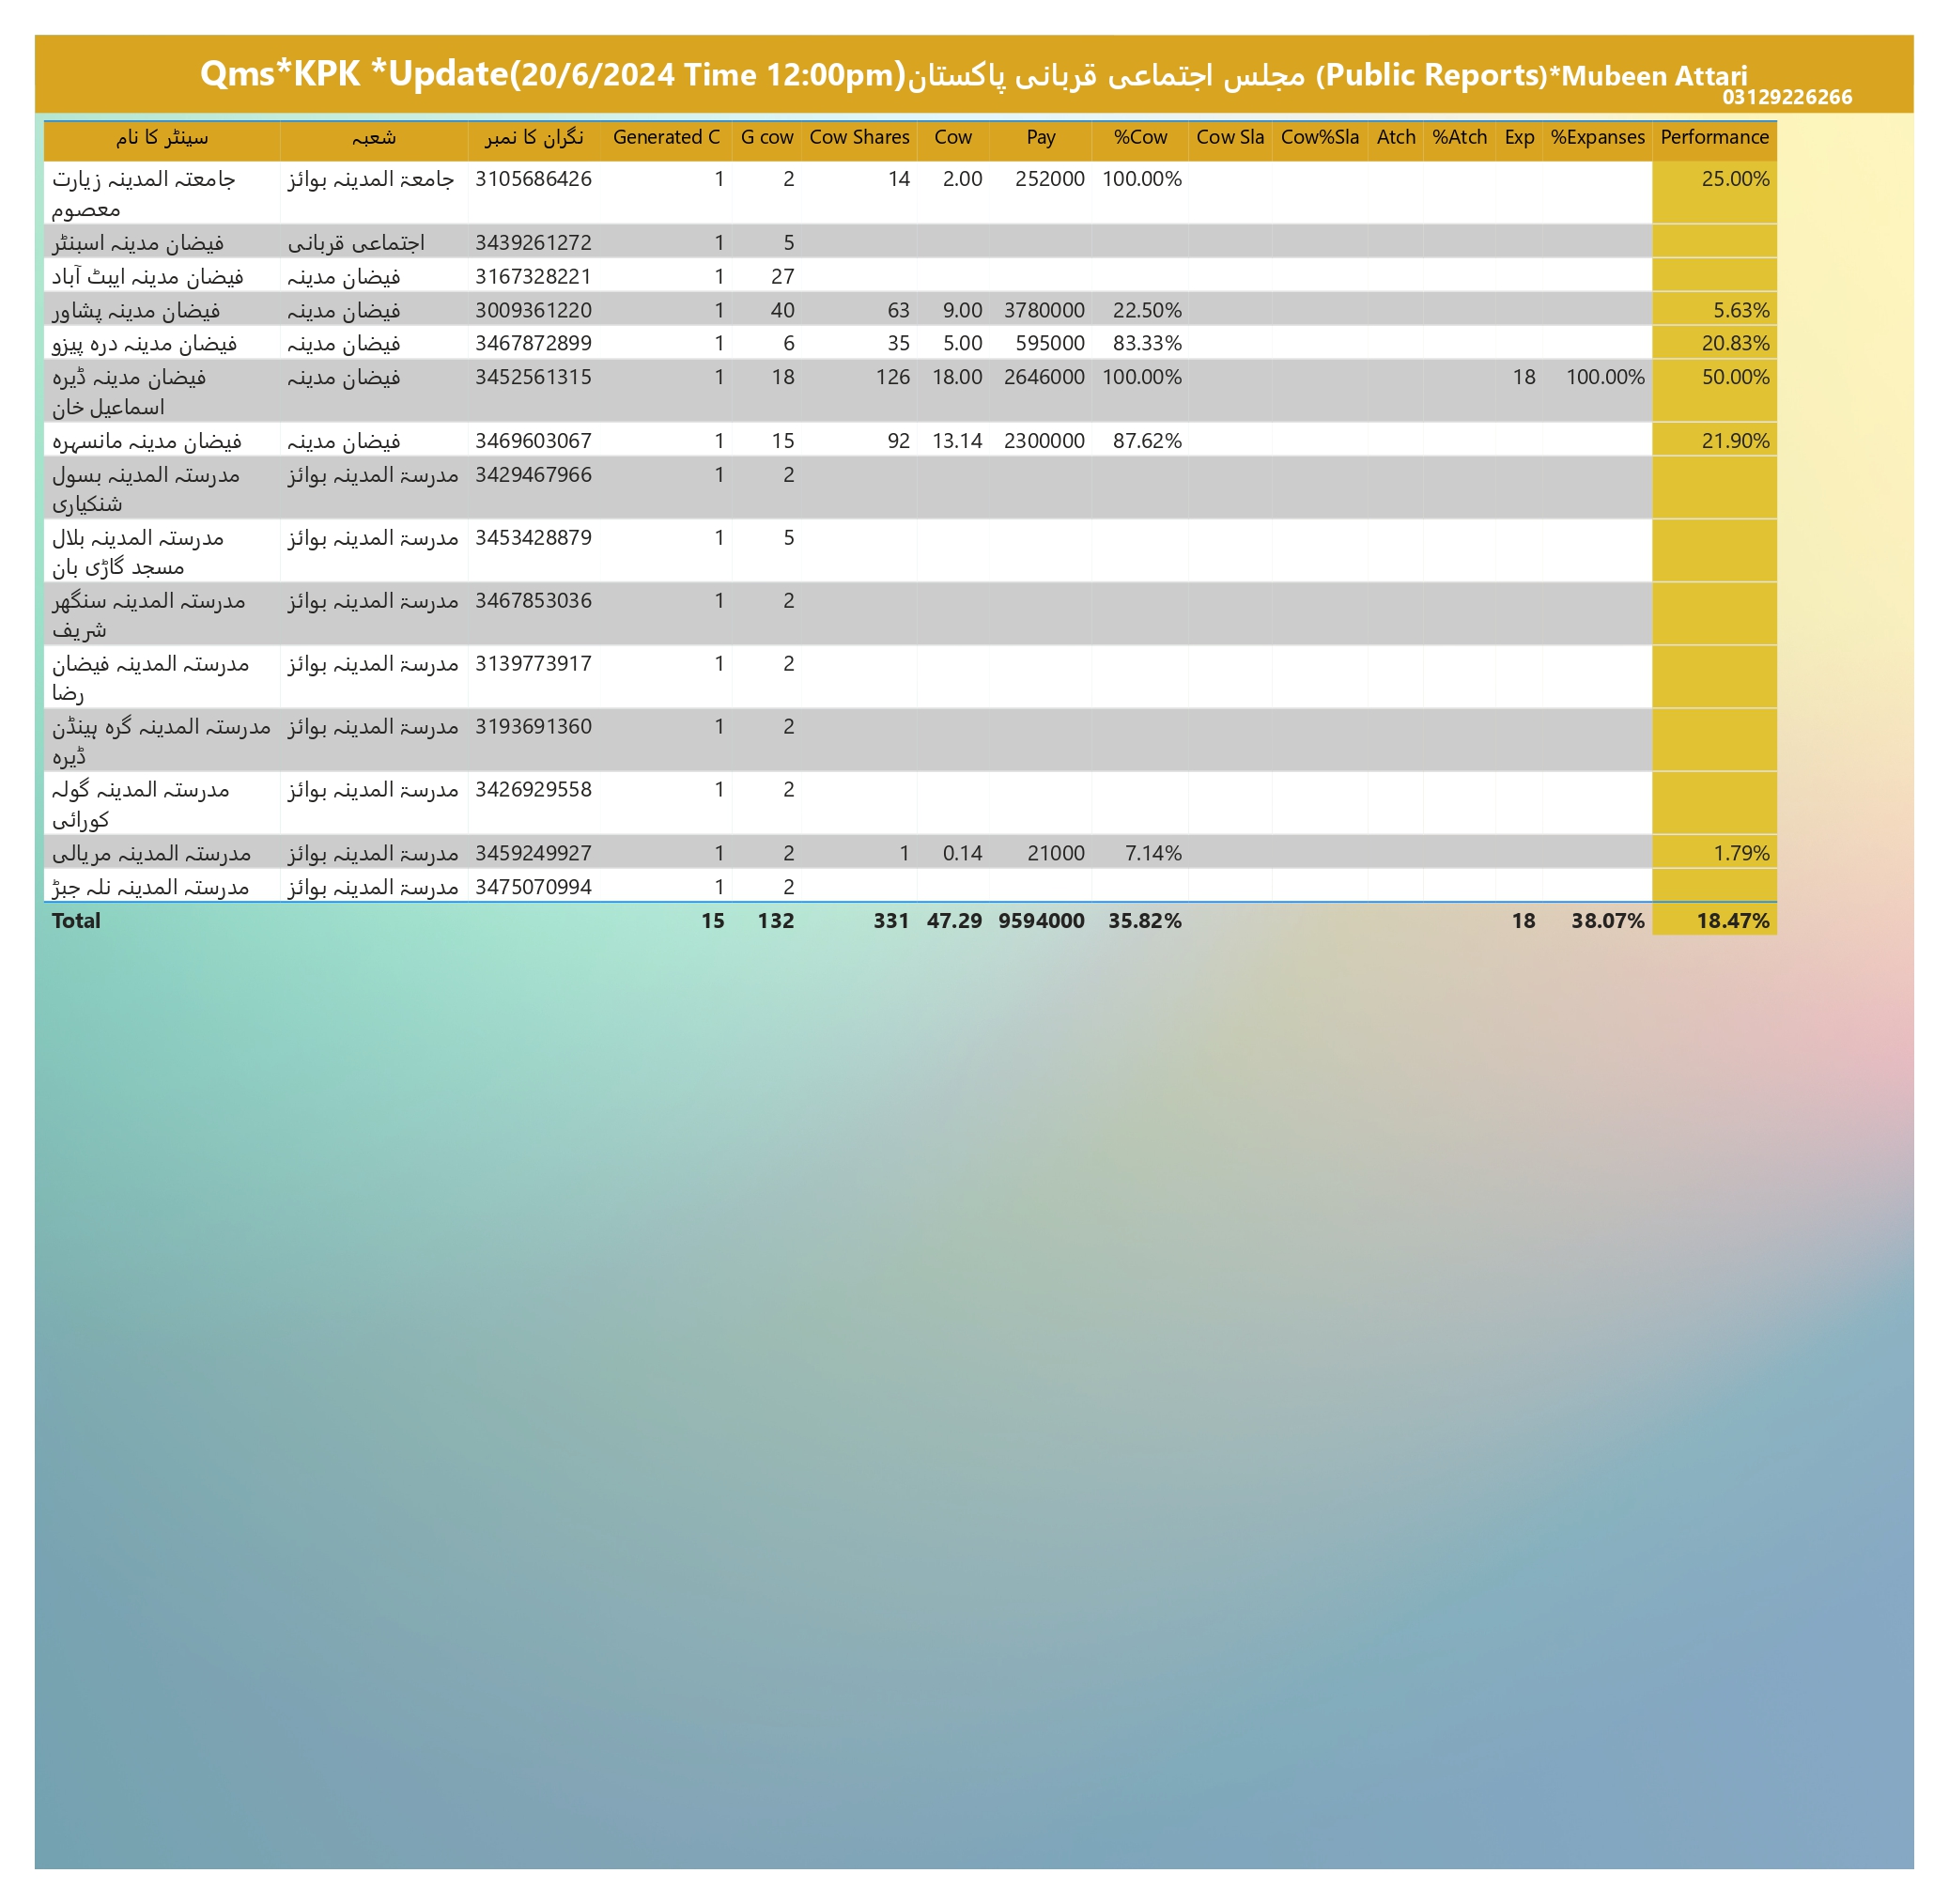 Qms*KPK *Update(20/6/2024 Time 12:00pm)مجلس اجتماعی قربانی پاکستان (Public Reports)*Mubeen Attari
03129226266
سینٹر کا نام شعبہ نگران کا نمبر Generated C G cow Cow Shares Cow Pay %Cow Cow Sla Cow%Sla Atch %Atch Exp %Expanses Performance
جامعتہ المدینہ زیارت جامعۃ المدینہ بوائز 3105686426 1 2 14 2.00 252000 100.00% 25.00%
معصوم
فیضان مدینہ اسبنٹر اجتماعی قربانی 3439261272 1 5
فیضان مدینہ ایبٹ آباد فیضان مدینہ 3167328221 1 27
فیضان مدینہ پشاور فیضان مدینہ 3009361220 1 40 63 9.00 3780000 22.50% 5.63%
فیضان مدینہ درہ پیزو فیضان مدینہ 3467872899 1 6 35 5.00 595000 83.33% 20.83%
فیضان مدینہ ڈیرہ فیضان مدینہ 3452561315 1 18 126 18.00 2646000 100.00% 18 100.00% 50.00%
اسماعیل خان
فیضان مدینہ مانسہرہ فیضان مدینہ 3469603067 1 15 92 13.14 2300000 87.62% 21.90%
مدرستہ المدینہ بسول مدرسۃ المدینہ بوائز 3429467966 1 2
شنکیاری
مدرستہ المدینہ بلال مدرسۃ المدینہ بوائز 3453428879 1 5
مسجد گاڑی بان
مدرستہ المدینہ سنگھر مدرسۃ المدینہ بوائز 3467853036 1 2
شریف
مدرستہ المدینہ فیضان مدرسۃ المدینہ بوائز 3139773917 1 2
رضا
مدرستہ المدینہ گرہ ہینڈن مدرسۃ المدینہ بوائز 3193691360 1 2
ڈیرہ
مدرستہ المدینہ گولہ مدرسۃ المدینہ بوائز 3426929558 1 2
کورائی
مدرستہ المدینہ مریالی مدرسۃ المدینہ بوائز 3459249927 1 2 1 0.14 21000 7.14% 1.79%
مدرستہ المدینہ نلہ جبڑ مدرسۃ المدینہ بوائز 3475070994 1 2
Total 15 132 331 47.29 9594000 35.82% 18 38.07% 18.47%